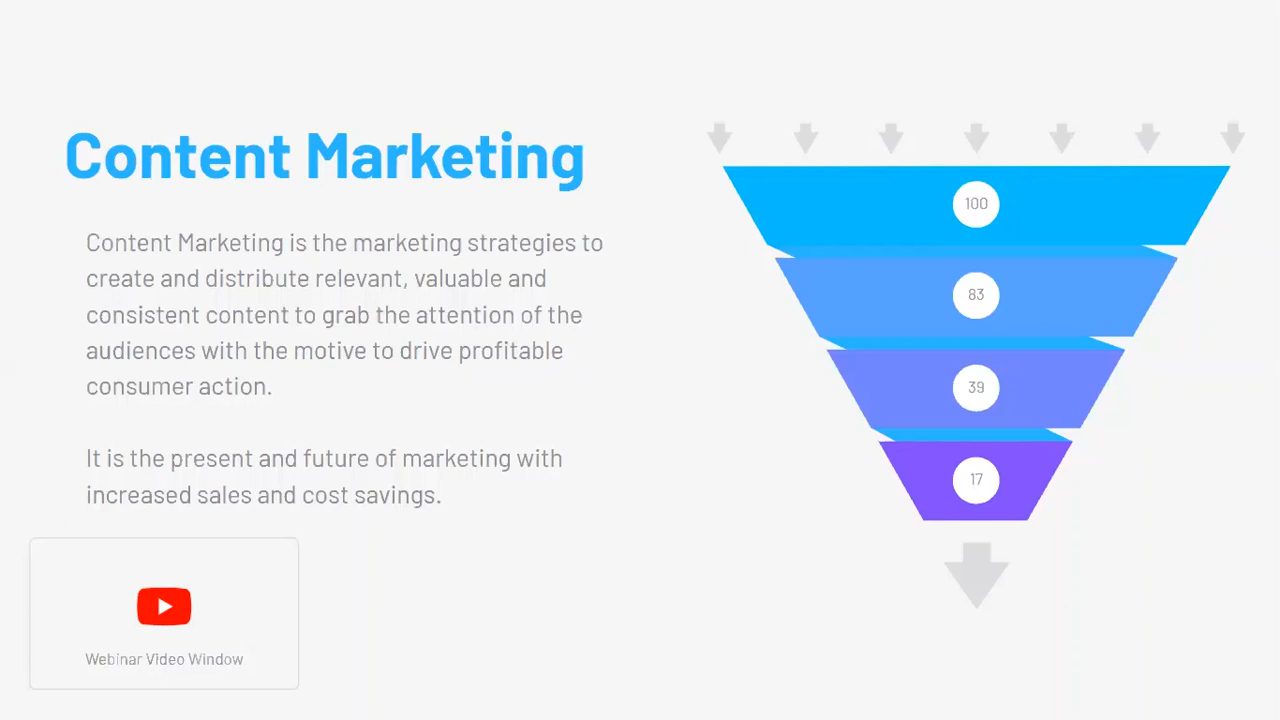 Content Marketing
Content Marketing is the marketing strategies to
create and distribute relevant, valuable and
consistent content to grab the attention of the
audiences with the motive to drive profitable
consumer action.
It is the present and future of marketing with
increased sales and cost savings.
Webinar Video Window
100
83
39
17